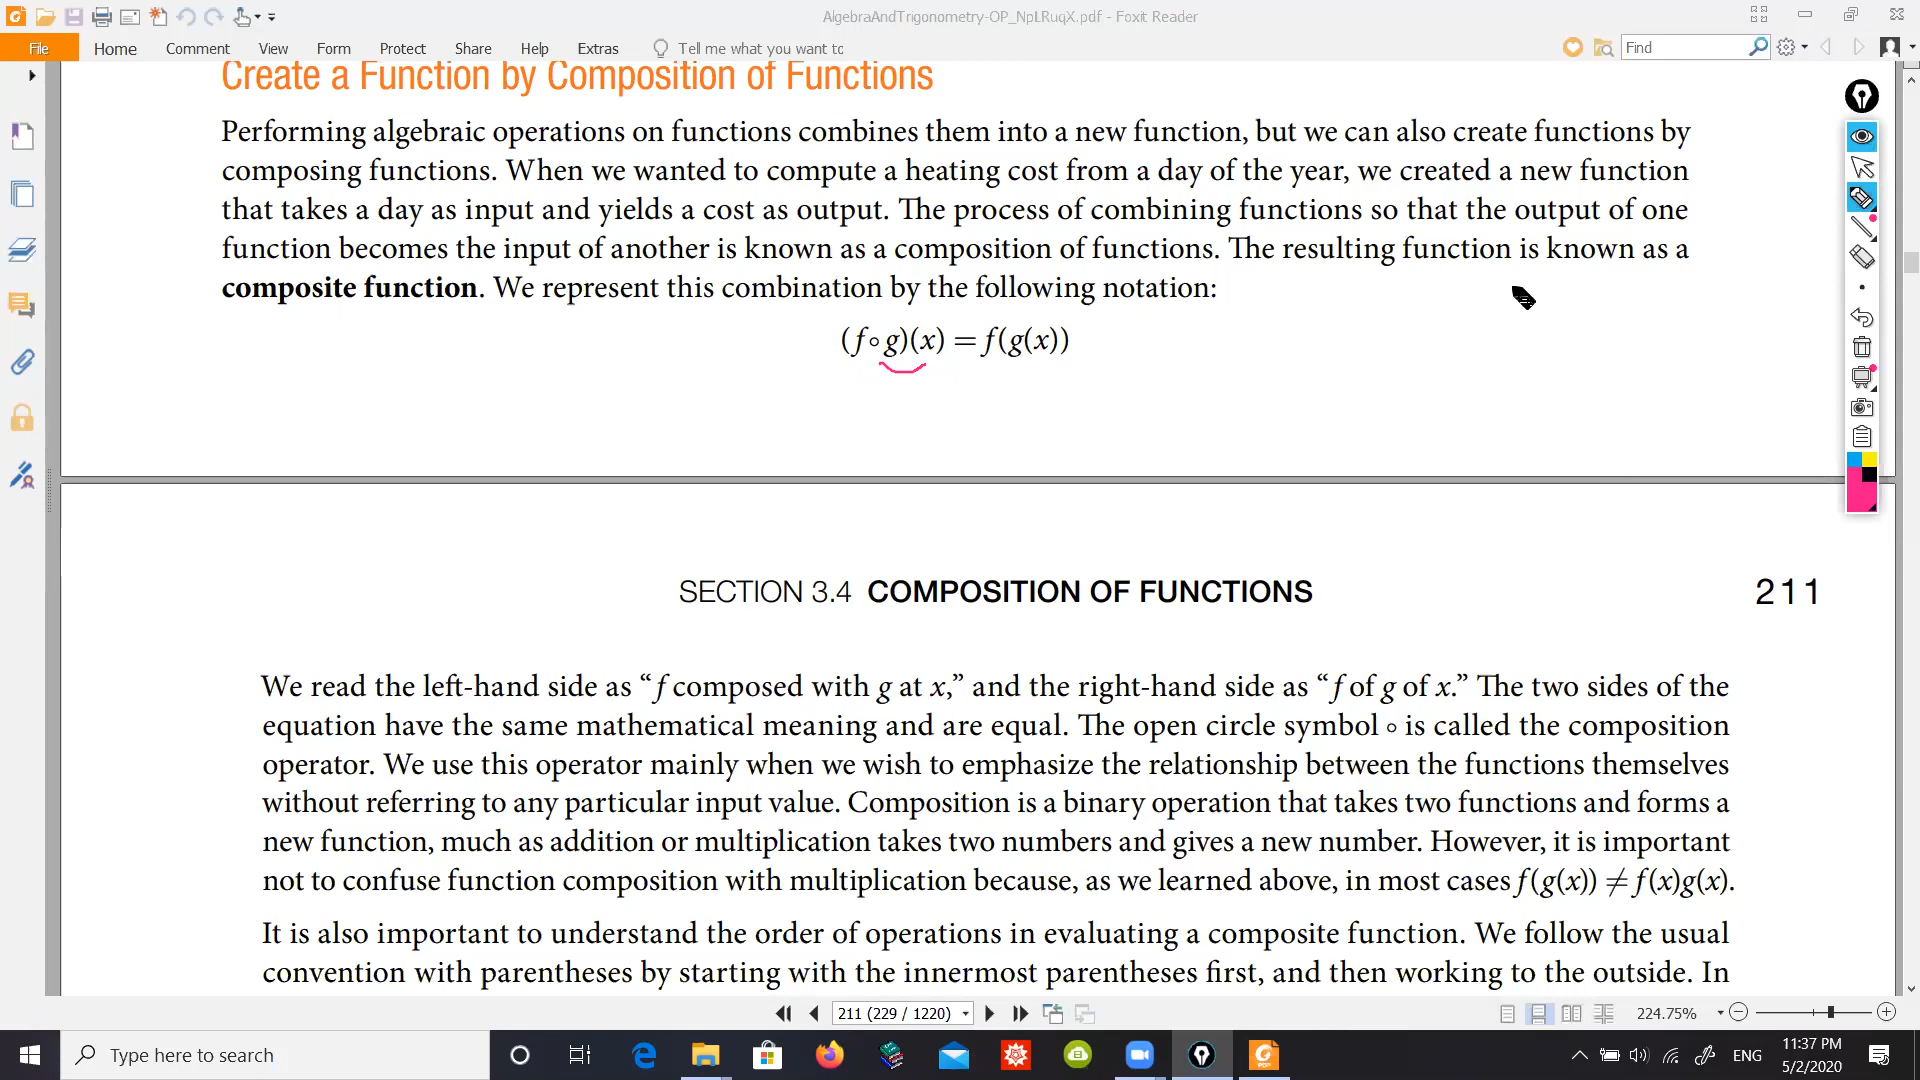 AlgebraAndTrigonometry-OP_NpLRuqX.pdf - Foxit Reader
File Home Comment View Form Protect Share Help Extras Tell me what you want to Find
Create a Function by Composition of Functions
Performing algebraic operations on functions combines them into a new function, but we can also create functions by
composing functions. When we wanted to compute a heating cost from a day of the year, we created a new function
that takes a day as input and yields a cost as output. The process of combining functions so that the output of one
function becomes the input of another is known as a composition of functions. The resulting function is known as a
composite function. We represent this combination by the following notation:
(f∘g)(x) = f(g(x))
SECTION 3.4 COMPOSITION OF FUNCTIONS 211
We read the left-hand side as “f composed with g at x,” and the right-hand side as “f of g of x.” The two sides of the
equation have the same mathematical meaning and are equal. The open circle symbol ∘ is called the composition
operator. We use this operator mainly when we wish to emphasize the relationship between the functions themselves
without referring to any particular input value. Composition is a binary operation that takes two functions and forms a
new function, much as addition or multiplication takes two numbers and gives a new number. However, it is important
not to confuse function composition with multiplication because, as we learned above, in most cases f(g(x)) ≠ f(x)g(x).
It is also important to understand the order of operations in evaluating a composite function. We follow the usual
convention with parentheses by starting with the innermost parentheses first, and then working to the outside. In
211 (229 / 1220) 224.75%
Type here to search ENG 11:37 PM
5/2/2020